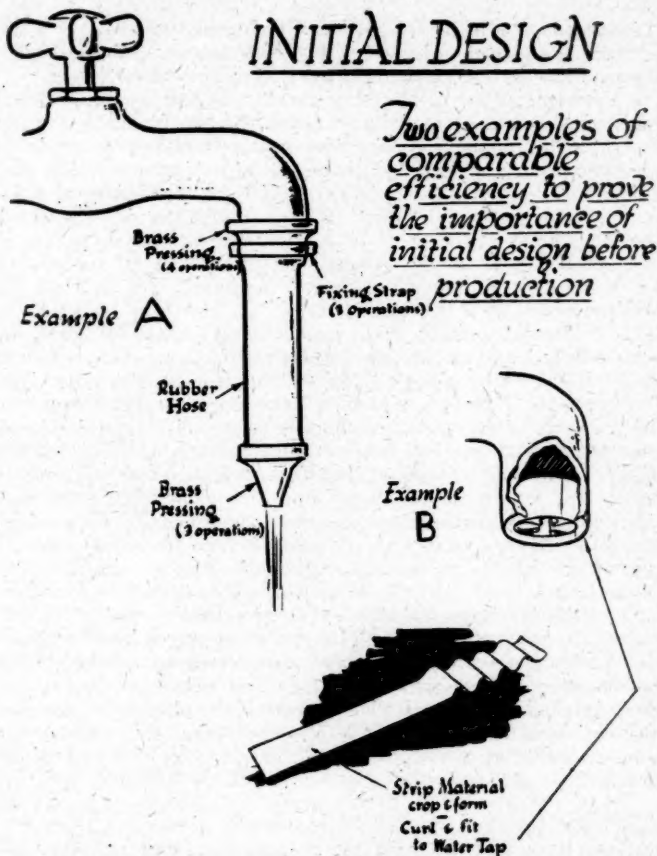 INITIAL DESIGN
Two examples of
comparable
efficiency to prove
the importance of
initial design before
production
Brass
Pressing
(4 operations)
Fixing Strap
(3 Operations)
Example A
Rubber
Hose
Brass
Pressing
(3 operations)
Example
B
Strip Material
crop & form
Curl & fit
to Water Tap